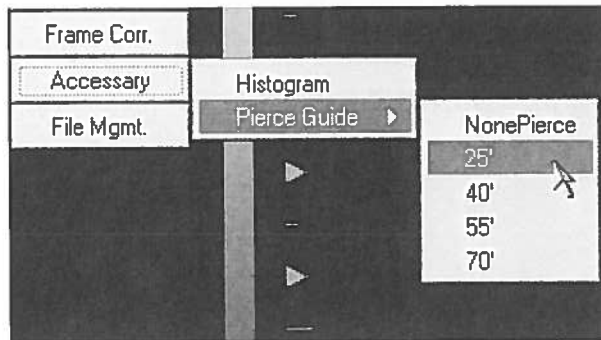 Frame Corr.
Accessary
File Mgmt.
Histogram
Pierce Guide
NonePierce
25'
40'
55'
70'